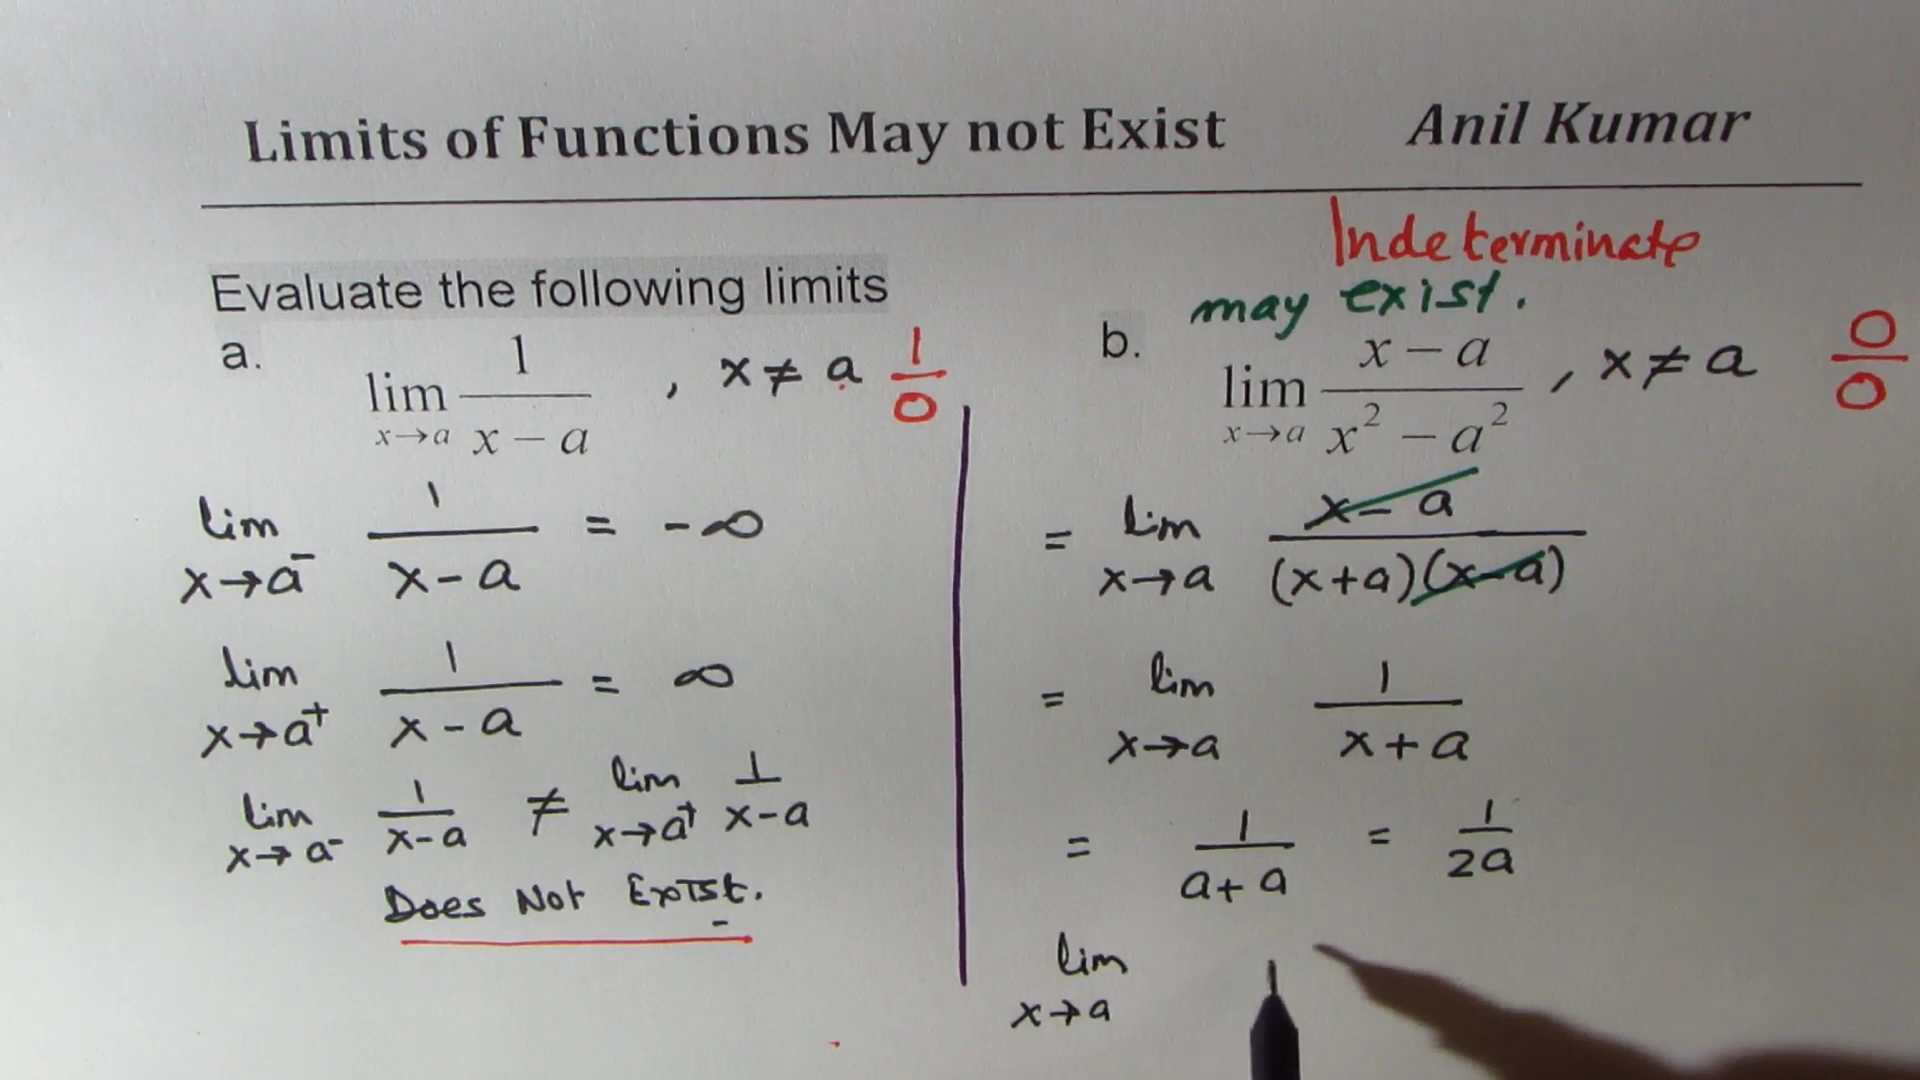 Limits of Functions May not Exist
Anil Kumar
Evaluate the following limits
a. lim x→a 1/(x − a) , x ≠ a 1/0
lim x→a⁻ 1/(x-a) = -∞
lim x→a⁺ 1/(x-a) = ∞
lim x→a⁻ 1/(x-a) ≠ lim x→a⁺ 1/(x-a)
Does Not Exist.
Indeterminate
may exist.
b. lim x→a (x − a)/(x² − a²) , x ≠ a 0/0
= lim x→a (x-a)/((x+a)(x-a))
= lim x→a 1/(x+a)
= 1/(a+a) = 1/2a
lim x→a